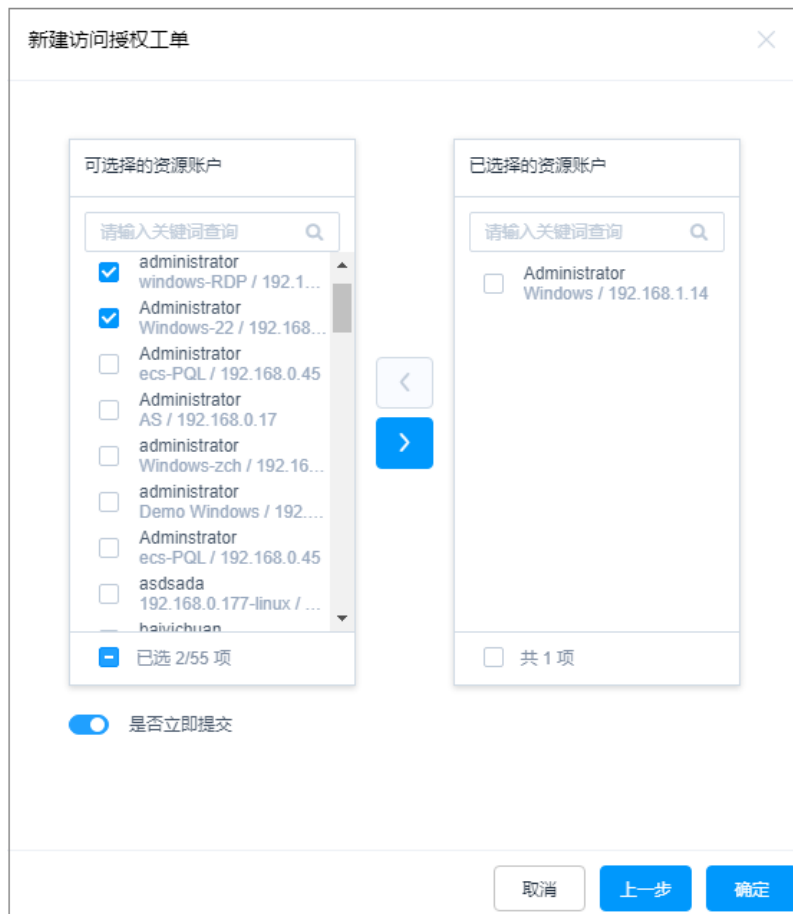 新建访问授权工单
可选择的资源账户
请输入关键词查询
administrator
windows-RDP / 192.1...
Administrator
Windows-22 / 192.168...
Administrator
ecs-PQL / 192.168.0.45
Administrator
AS / 192.168.0.17
administrator
Windows-zch / 192.16...
administrator
Demo Windows / 192....
Adminstrator
ecs-PQL / 192.168.0.45
asdsada
192.168.0.177-linux / ...
baiyichuan
已选 2/55 项
已选择的资源账户
请输入关键词查询
Administrator
Windows / 192.168.1.14
共 1 项
是否立即提交
取消
上一步
确定